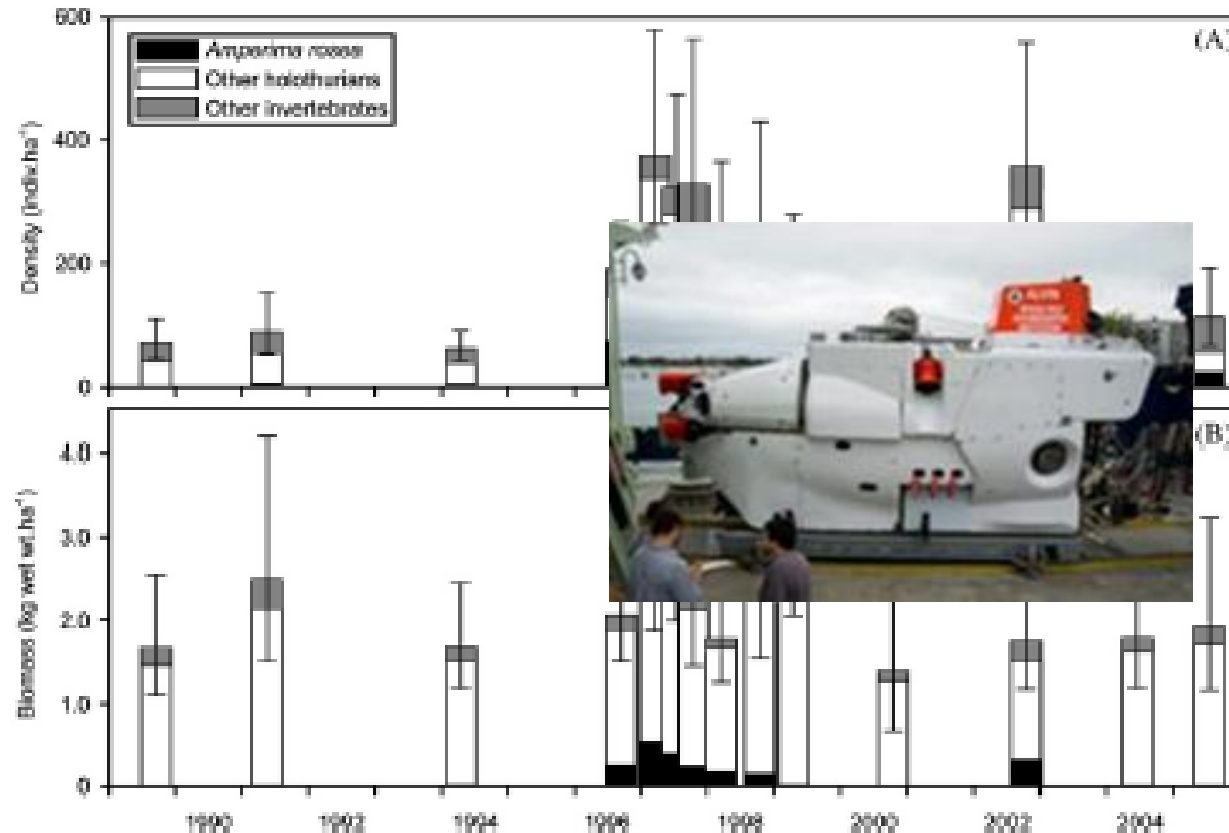 600
(A)
Amperima rosea
Other holothurians
Other invertebrates
400
Density (indiv.ha⁻¹)
200
0
(B)
4.0
3.0
Biomass (kg wet wt.ha⁻¹)
2.0
1.0
0
1990 1992 1994 1996 1998 2000 2002 2004